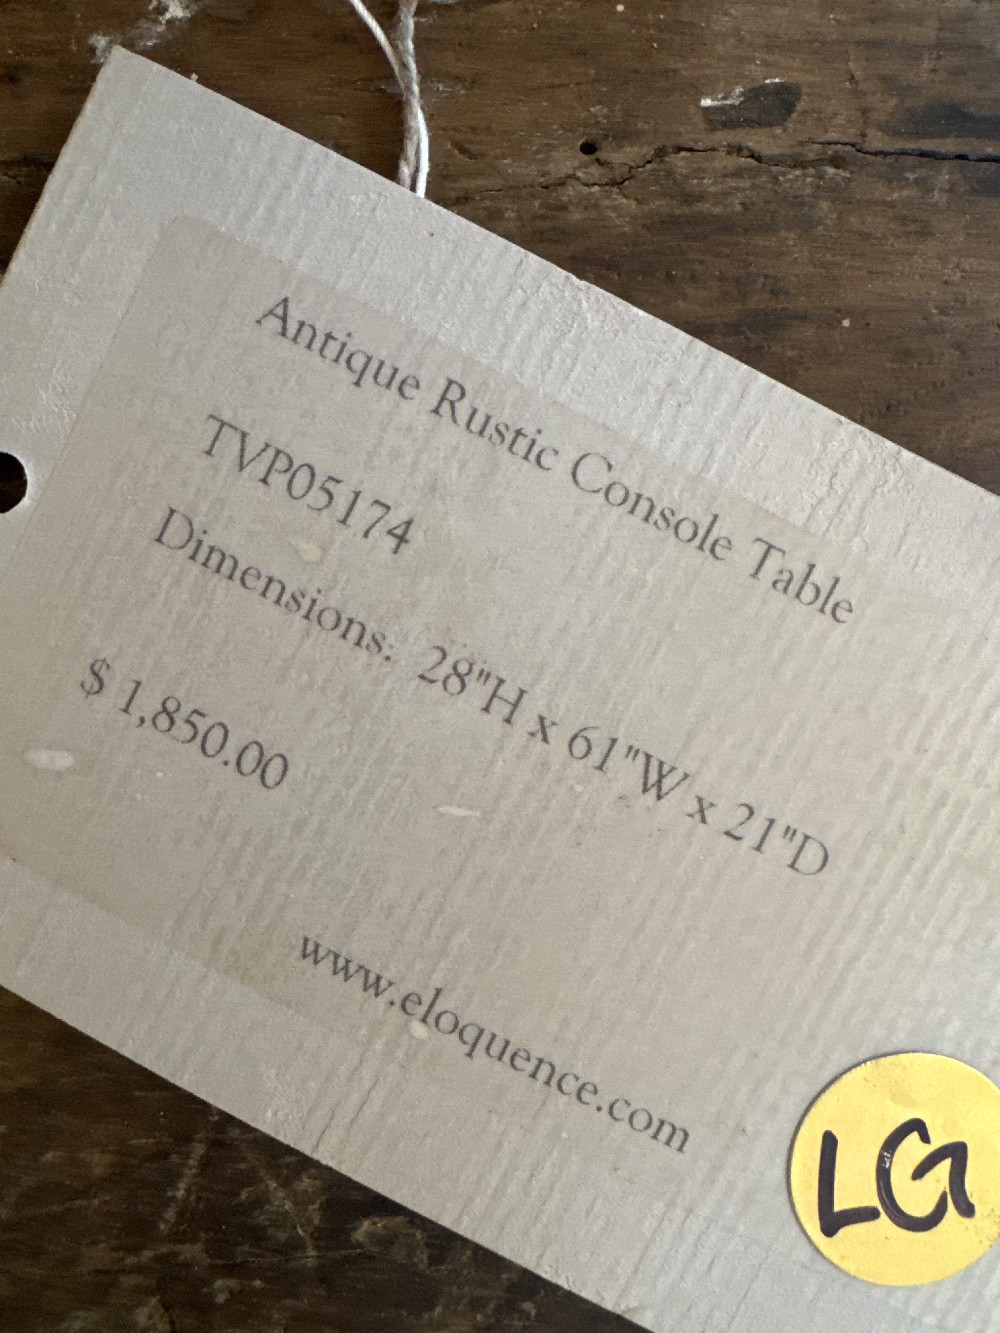 Antique Rustic Console Table
TVP05174
Dimensions: 28"H x 61"W x 21"D
$ 1,850.00
www.eloquence.com
LG